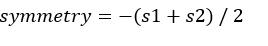 symmetry = −(s1 + s2) / 2